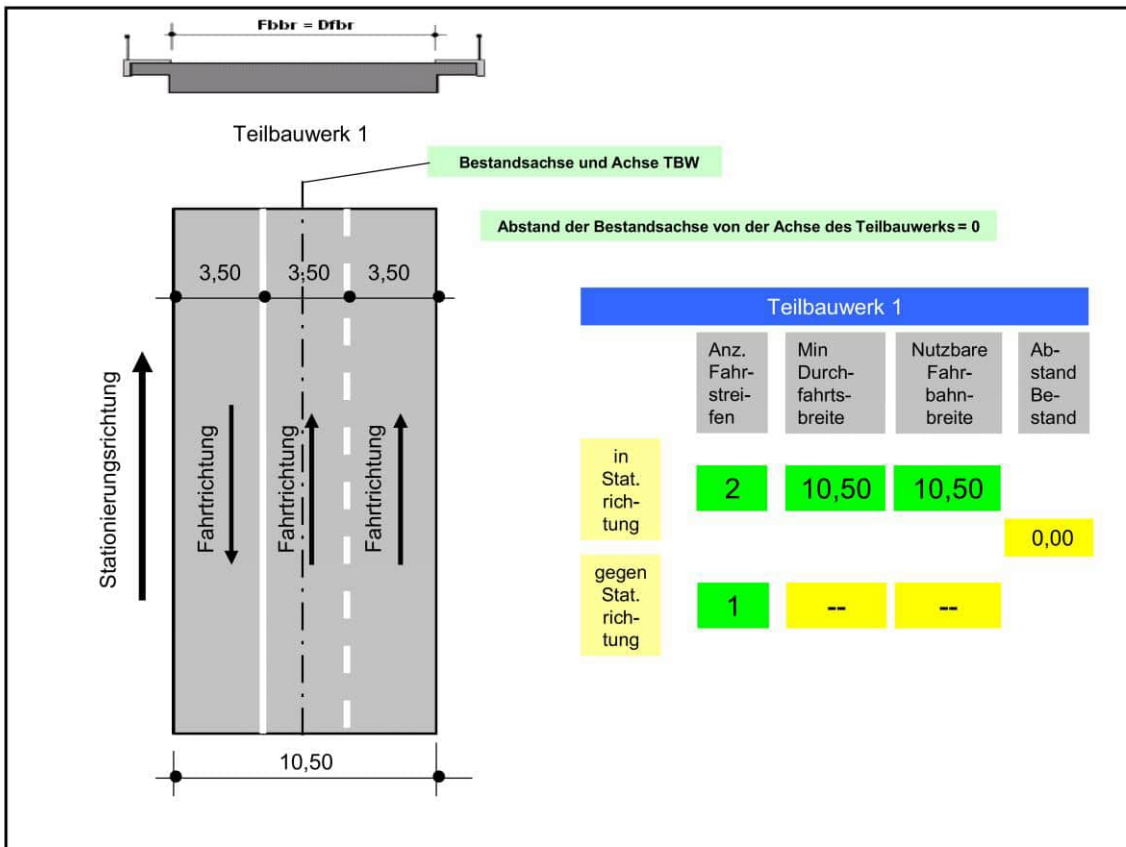 Fbbr = Dfbr
Teilbauwerk 1
Bestandsachse und Achse TBW
Abstand der Bestandsachse von der Achse des Teilbauwerks = 0
3,50
3,50
3,50
Stationierungsrichtung
Fahrtrichtung
Fahrtrichtung
Fahrtrichtung
10,50
Teilbauwerk 1
Anz.
Fahr-
strei-
fen
Min
Durch-
fahrts-
breite
Nutzbare
Fahr-
bahn-
breite
Ab-
stand
Be-
stand
in
Stat.
rich-
tung
2
10,50
10,50
0,00
gegen
Stat.
rich-
tung
1
--
--